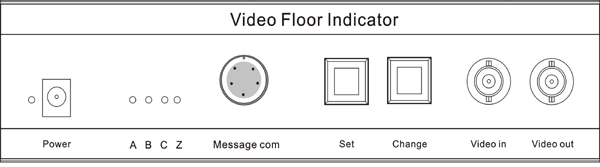 Video Floor Indicator
Power A B C Z Message com Set Change Video in Video out